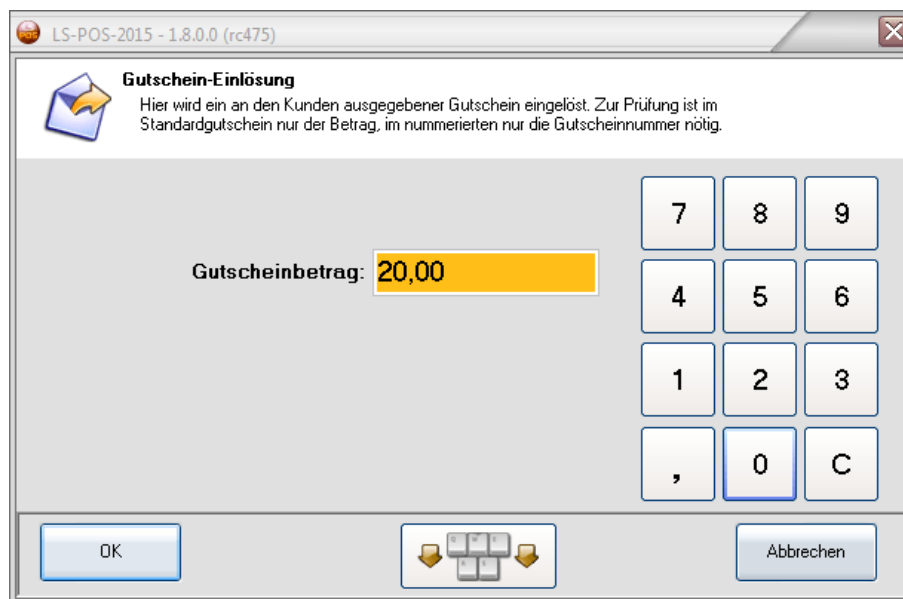 LS-POS-2015 - 1.8.0.0 (rc475)
Gutschein-Einlösung
Hier wird ein an den Kunden ausgegebener Gutschein eingelöst. Zur Prüfung ist im
Standardgutschein nur der Betrag, im nummerierten nur die Gutscheinnummer nötig.
7 8 9
Gutscheinbetrag: 20,00
4 5 6
1 2 3
, 0 C
OK
Abbrechen